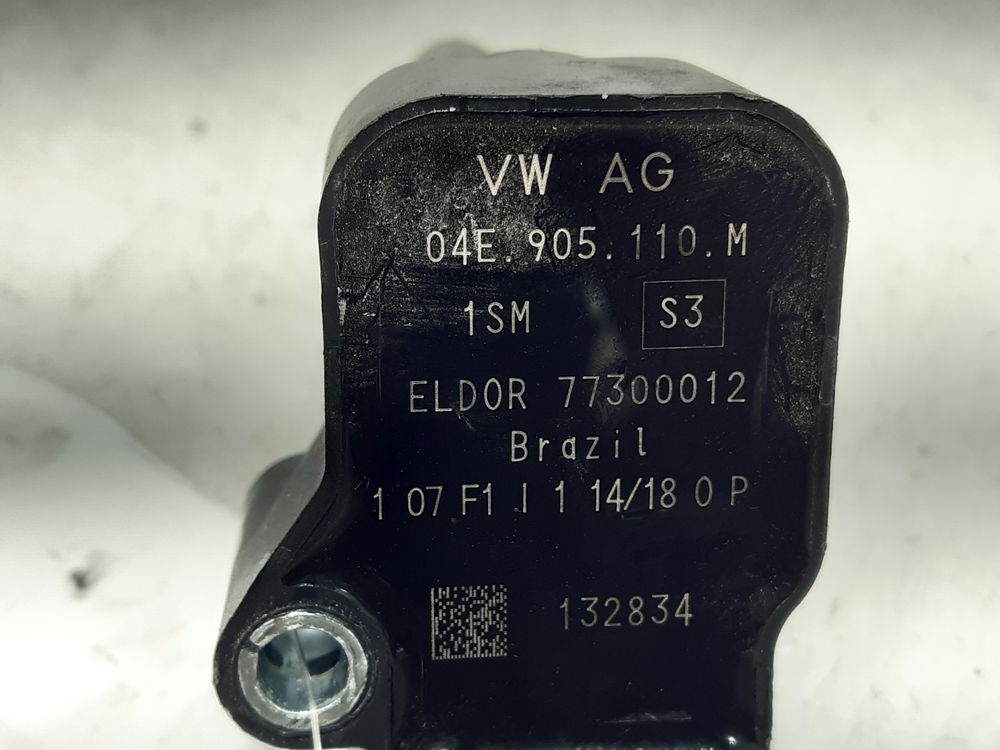 VW AG
04E.905.110.M
1SM S3
ELDOR 77300012
Brazil
1 07 F1 J 1 14/18 0 P
132834